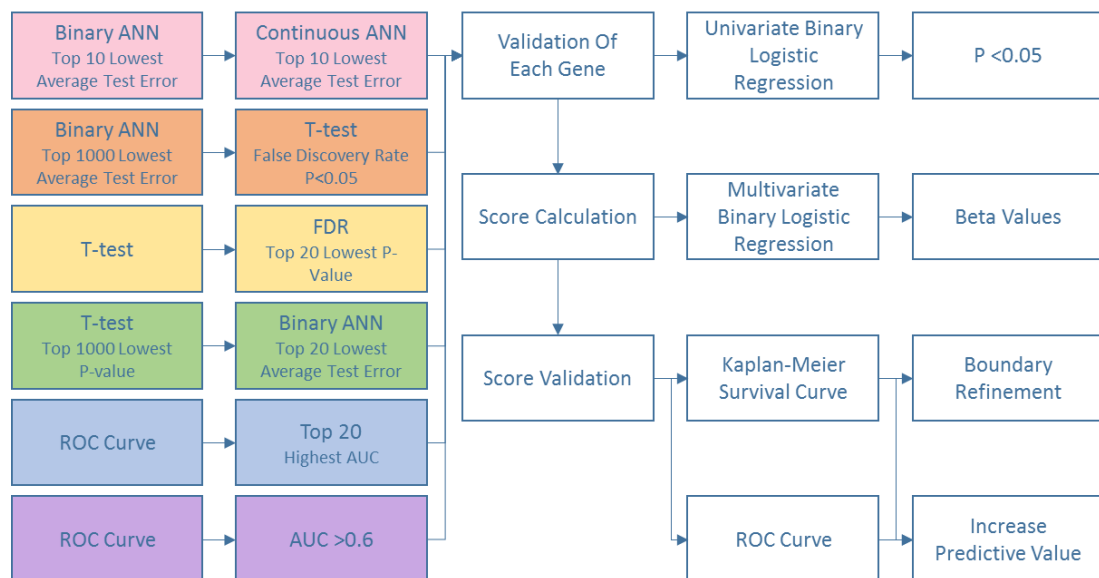 Binary ANN
Top 10 Lowest
Average Test Error
Continuous ANN
Top 10 Lowest
Average Test Error
Validation Of
Each Gene
Univariate Binary
Logistic
Regression
P <0.05
Binary ANN
Top 1000 Lowest
Average Test Error
T-test
False Discovery Rate
P<0.05
Score Calculation
Multivariate
Binary Logistic
Regression
Beta Values
T-test
FDR
Top 20 Lowest P-
Value
T-test
Top 1000 Lowest
P-value
Binary ANN
Top 20 Lowest
Average Test Error
Score Validation
Kaplan-Meier
Survival Curve
Boundary
Refinement
ROC Curve
Top 20
Highest AUC
ROC Curve
AUC >0.6
ROC Curve
Increase
Predictive Value